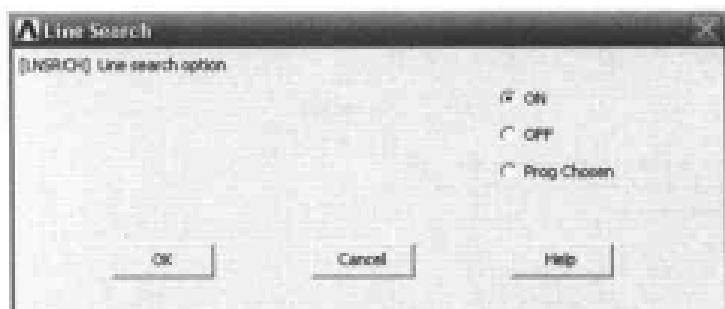 Line Search
[LNSRCH] Line search option
ON
OFF
Prog Chosen
OK Cancel Help